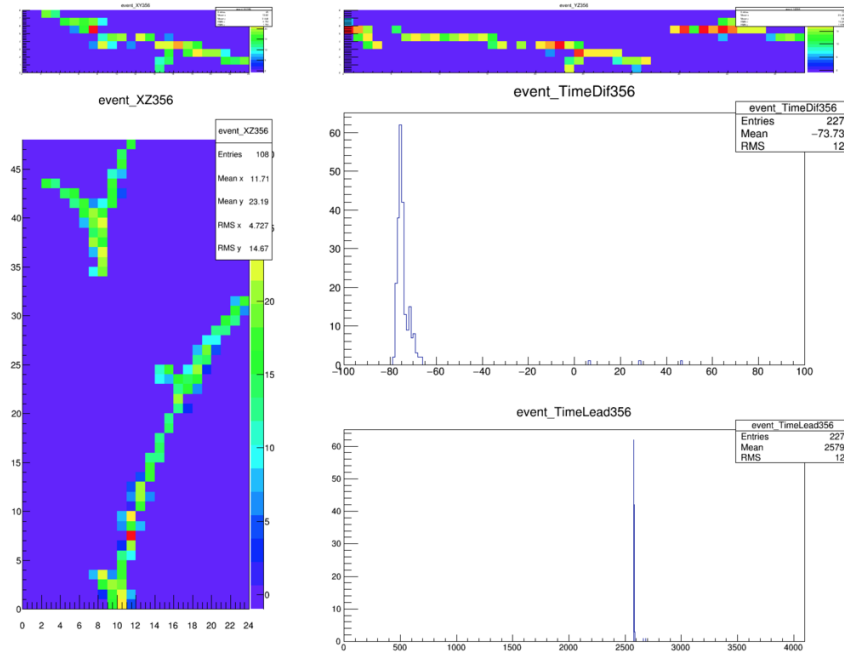 event_XY356
event_YZ356
event_XZ356
event_XZ356
Entries 108
Mean x 11.71
Mean y 23.19
RMS x 4.727
RMS y 14.67
45
40
35
30
25
20
15
10
5
0
0 2 4 6 8 10 12 14 16 18 20 22 24
20
15
10
5
0
event_TimeDif356
event_TimeDif356
Entries 227
Mean −73.73
RMS 12
60
50
40
30
20
10
0
−100 −80 −60 −40 −20 0 20 40 60 80 100
event_TimeLead356
event_TimeLead356
Entries 227
Mean 2579
RMS 12
60
50
40
30
20
10
0
0 500 1000 1500 2000 2500 3000 3500 4000